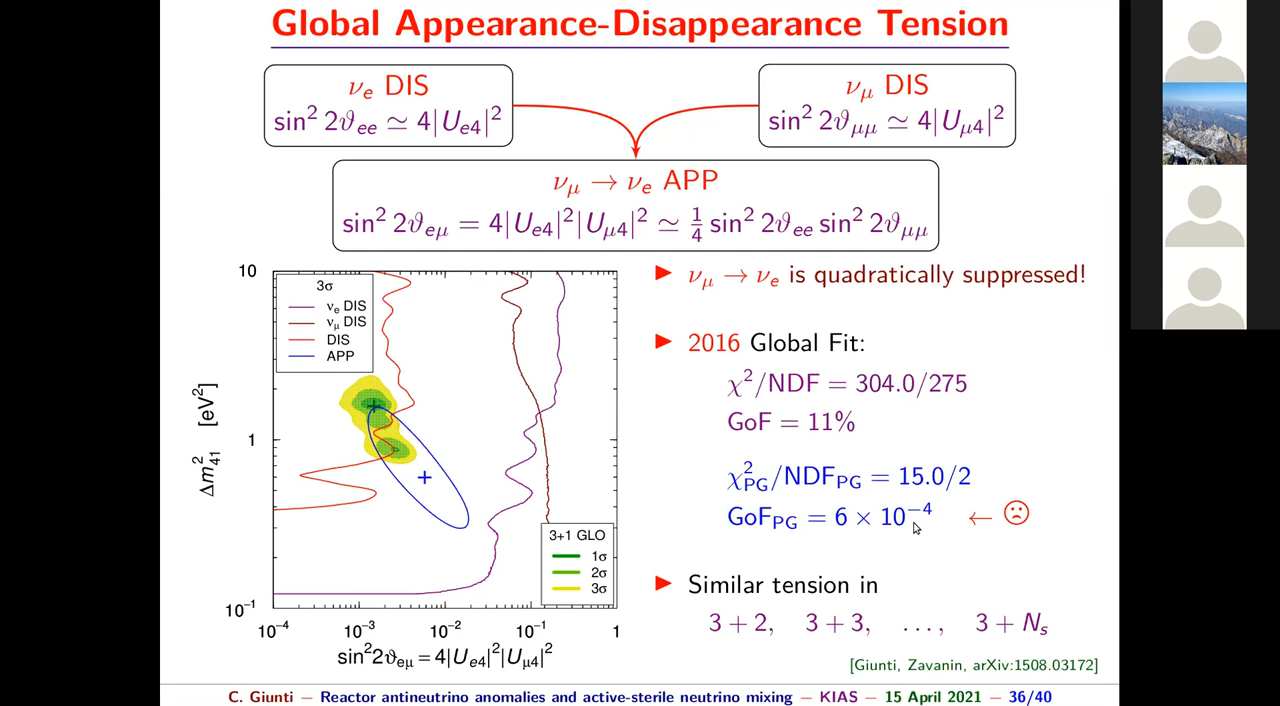 Global Appearance-Disappearance Tension
νe DIS
sin² 2ϑee ≃ 4|Ue4|²
νμ DIS
sin² 2ϑμμ ≃ 4|Uμ4|²
νμ → νe APP
sin² 2ϑeμ = 4|Ue4|²|Uμ4|² ≃ 1/4 sin² 2ϑee sin² 2ϑμμ
3σ
νe DIS
νμ DIS
DIS
APP
3+1 GLO
1σ
2σ
3σ
10
1
10⁻¹
Δm²41 [eV²]
10⁻⁴ 10⁻³ 10⁻² 10⁻¹ 1
sin²2ϑeμ = 4|Ue4|²|Uμ4|²
► νμ → νe is quadratically suppressed!
► 2016 Global Fit:
χ²/NDF = 304.0/275
GoF = 11%
χ²PG/NDFPG = 15.0/2
GoFPG = 6 × 10⁻⁴ ← ☹
► Similar tension in
3 + 2, 3 + 3, ..., 3 + Ns
[Giunti, Zavanin, arXiv:1508.03172]
C. Giunti − Reactor antineutrino anomalies and active-sterile neutrino mixing − KIAS − 15 April 2021 − 36/40